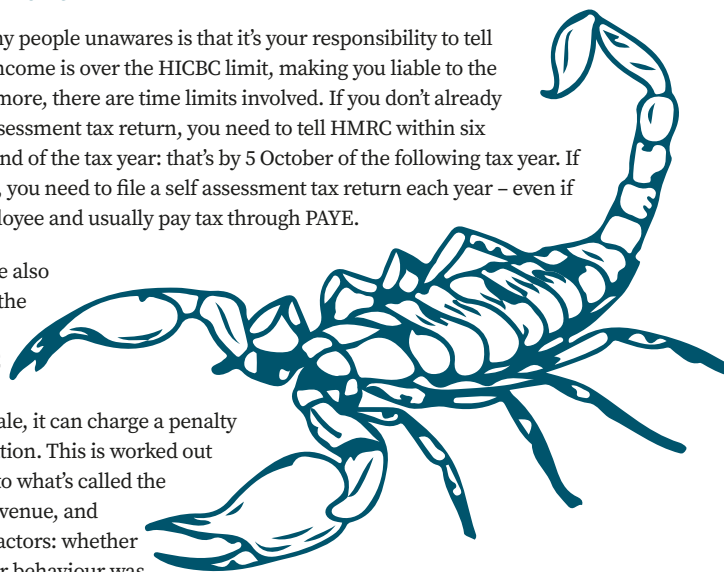 ny people unawares is that it’s your responsibility to tell
ncome is over the HICBC limit, making you liable to the
more, there are time limits involved. If you don’t already
ssessment tax return, you need to tell HMRC within six
nd of the tax year: that’s by 5 October of the following tax year. If
, you need to file a self assessment tax return each year – even if
loyee and usually pay tax through PAYE.
e also
the
ale, it can charge a penalty
tion. This is worked out
to what’s called the
venue, and
actors: whether
r behaviour was